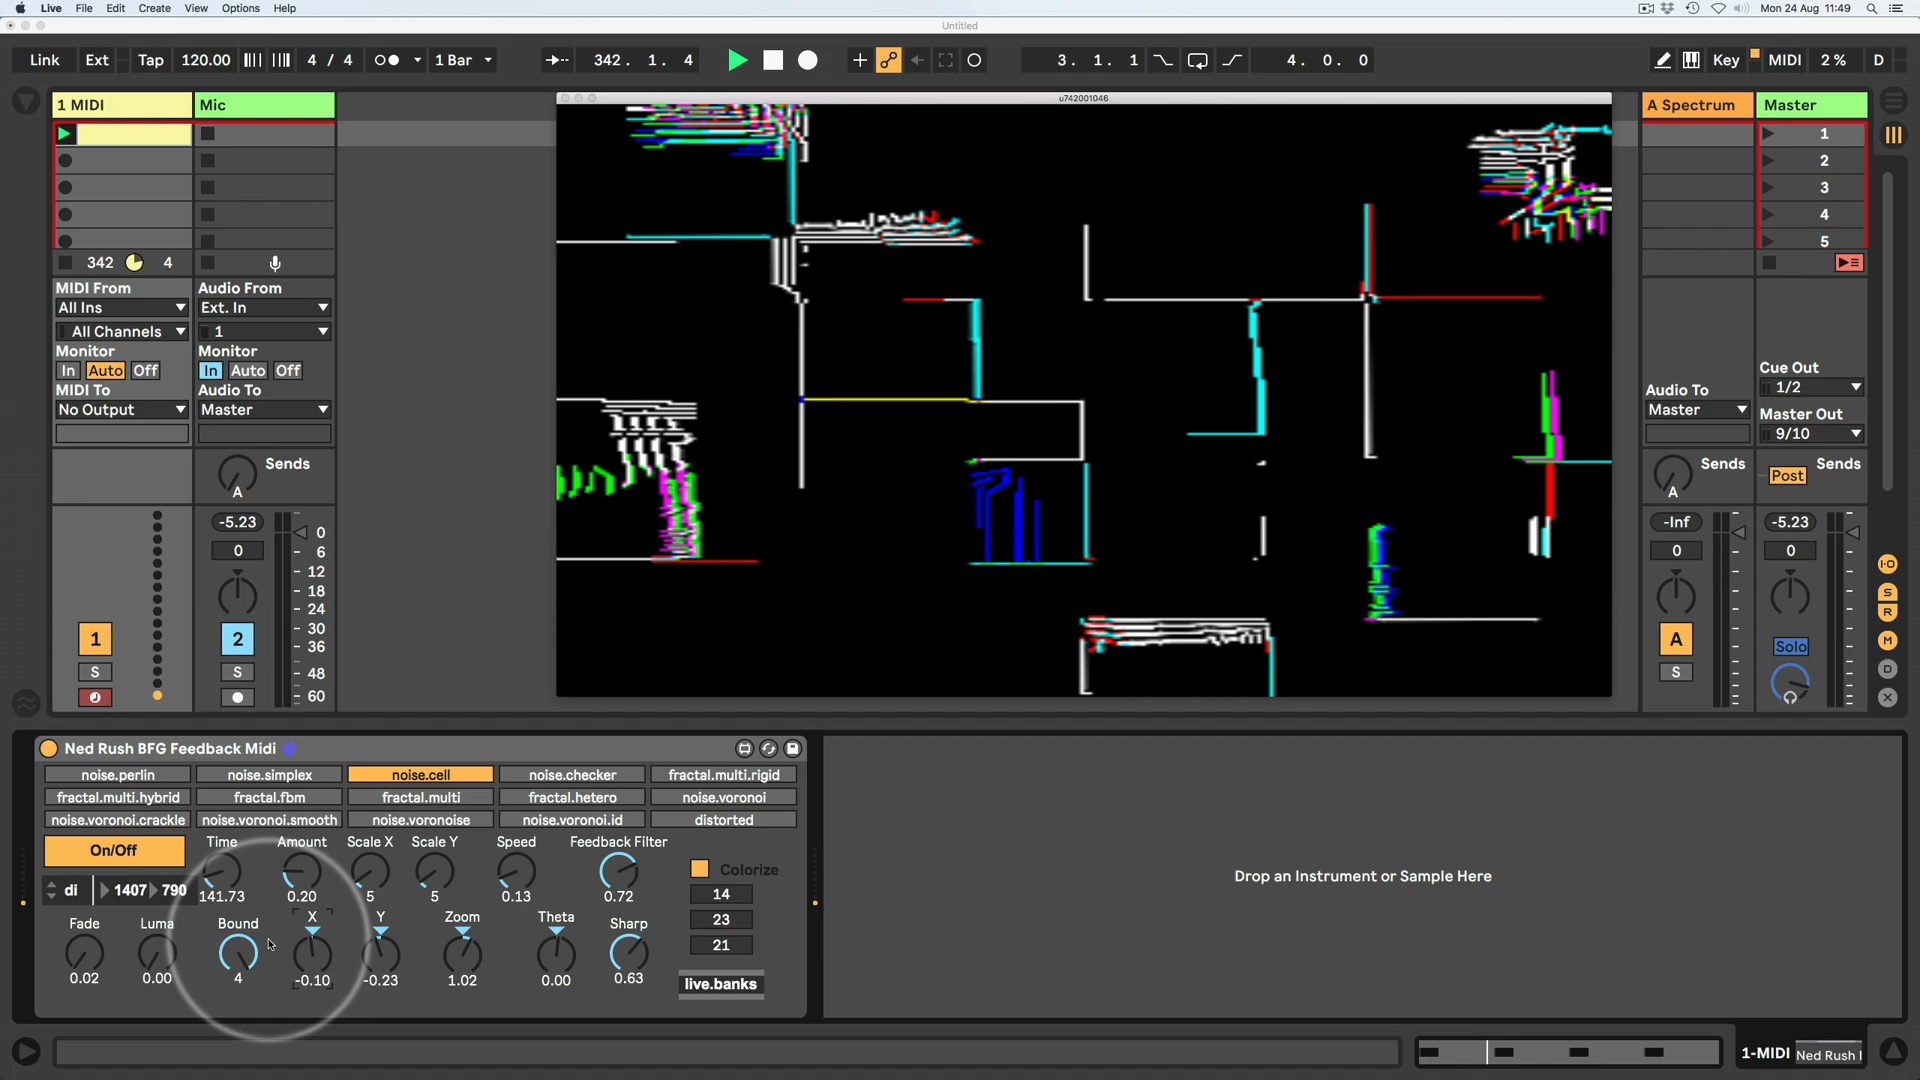 Live File Edit Create View Options Help
Mon 24 Aug 11:49
Untitled
Link Ext Tap 120.00 4 / 4 1 Bar 342. 1. 4 3. 1. 1 4. 0. 0 Key MIDI 2 % D
1 MIDI Mic u742001046 A Spectrum Master
1
2
3
4
5
342 4
MIDI From Audio From
All Ins Ext. In
All Channels 1
Monitor Monitor
In Auto Off In Auto Off
MIDI To Audio To
No Output Master
Cue Out
1/2
Audio To Master Out
Master 9/10
Sends Sends Post Sends
A A
-5.23 -Inf -5.23
0 0 0
0
6
12
18
24
30
36
48
60
1 2 A Solo
S S S
I·O
S
R
M
D
Ned Rush BFG Feedback Midi
noise.perlin noise.simplex noise.cell noise.checker fractal.multi.rigid
fractal.multi.hybrid fractal.fbm fractal.multi fractal.hetero noise.voronoi
noise.voronoi.crackle noise.voronoi.smooth noise.voronoise noise.voronoi.id distorted
On/Off Time Amount Scale X Scale Y Speed Feedback Filter Colorize
di 1407 790 141.73 0.20 5 5 0.13 0.72 14
Fade Luma Bound X Y Zoom Theta Sharp 23
0.02 0.00 4 -0.10 -0.23 1.02 0.00 0.63 21
live.banks
Drop an Instrument or Sample Here
1-MIDI Ned Rush